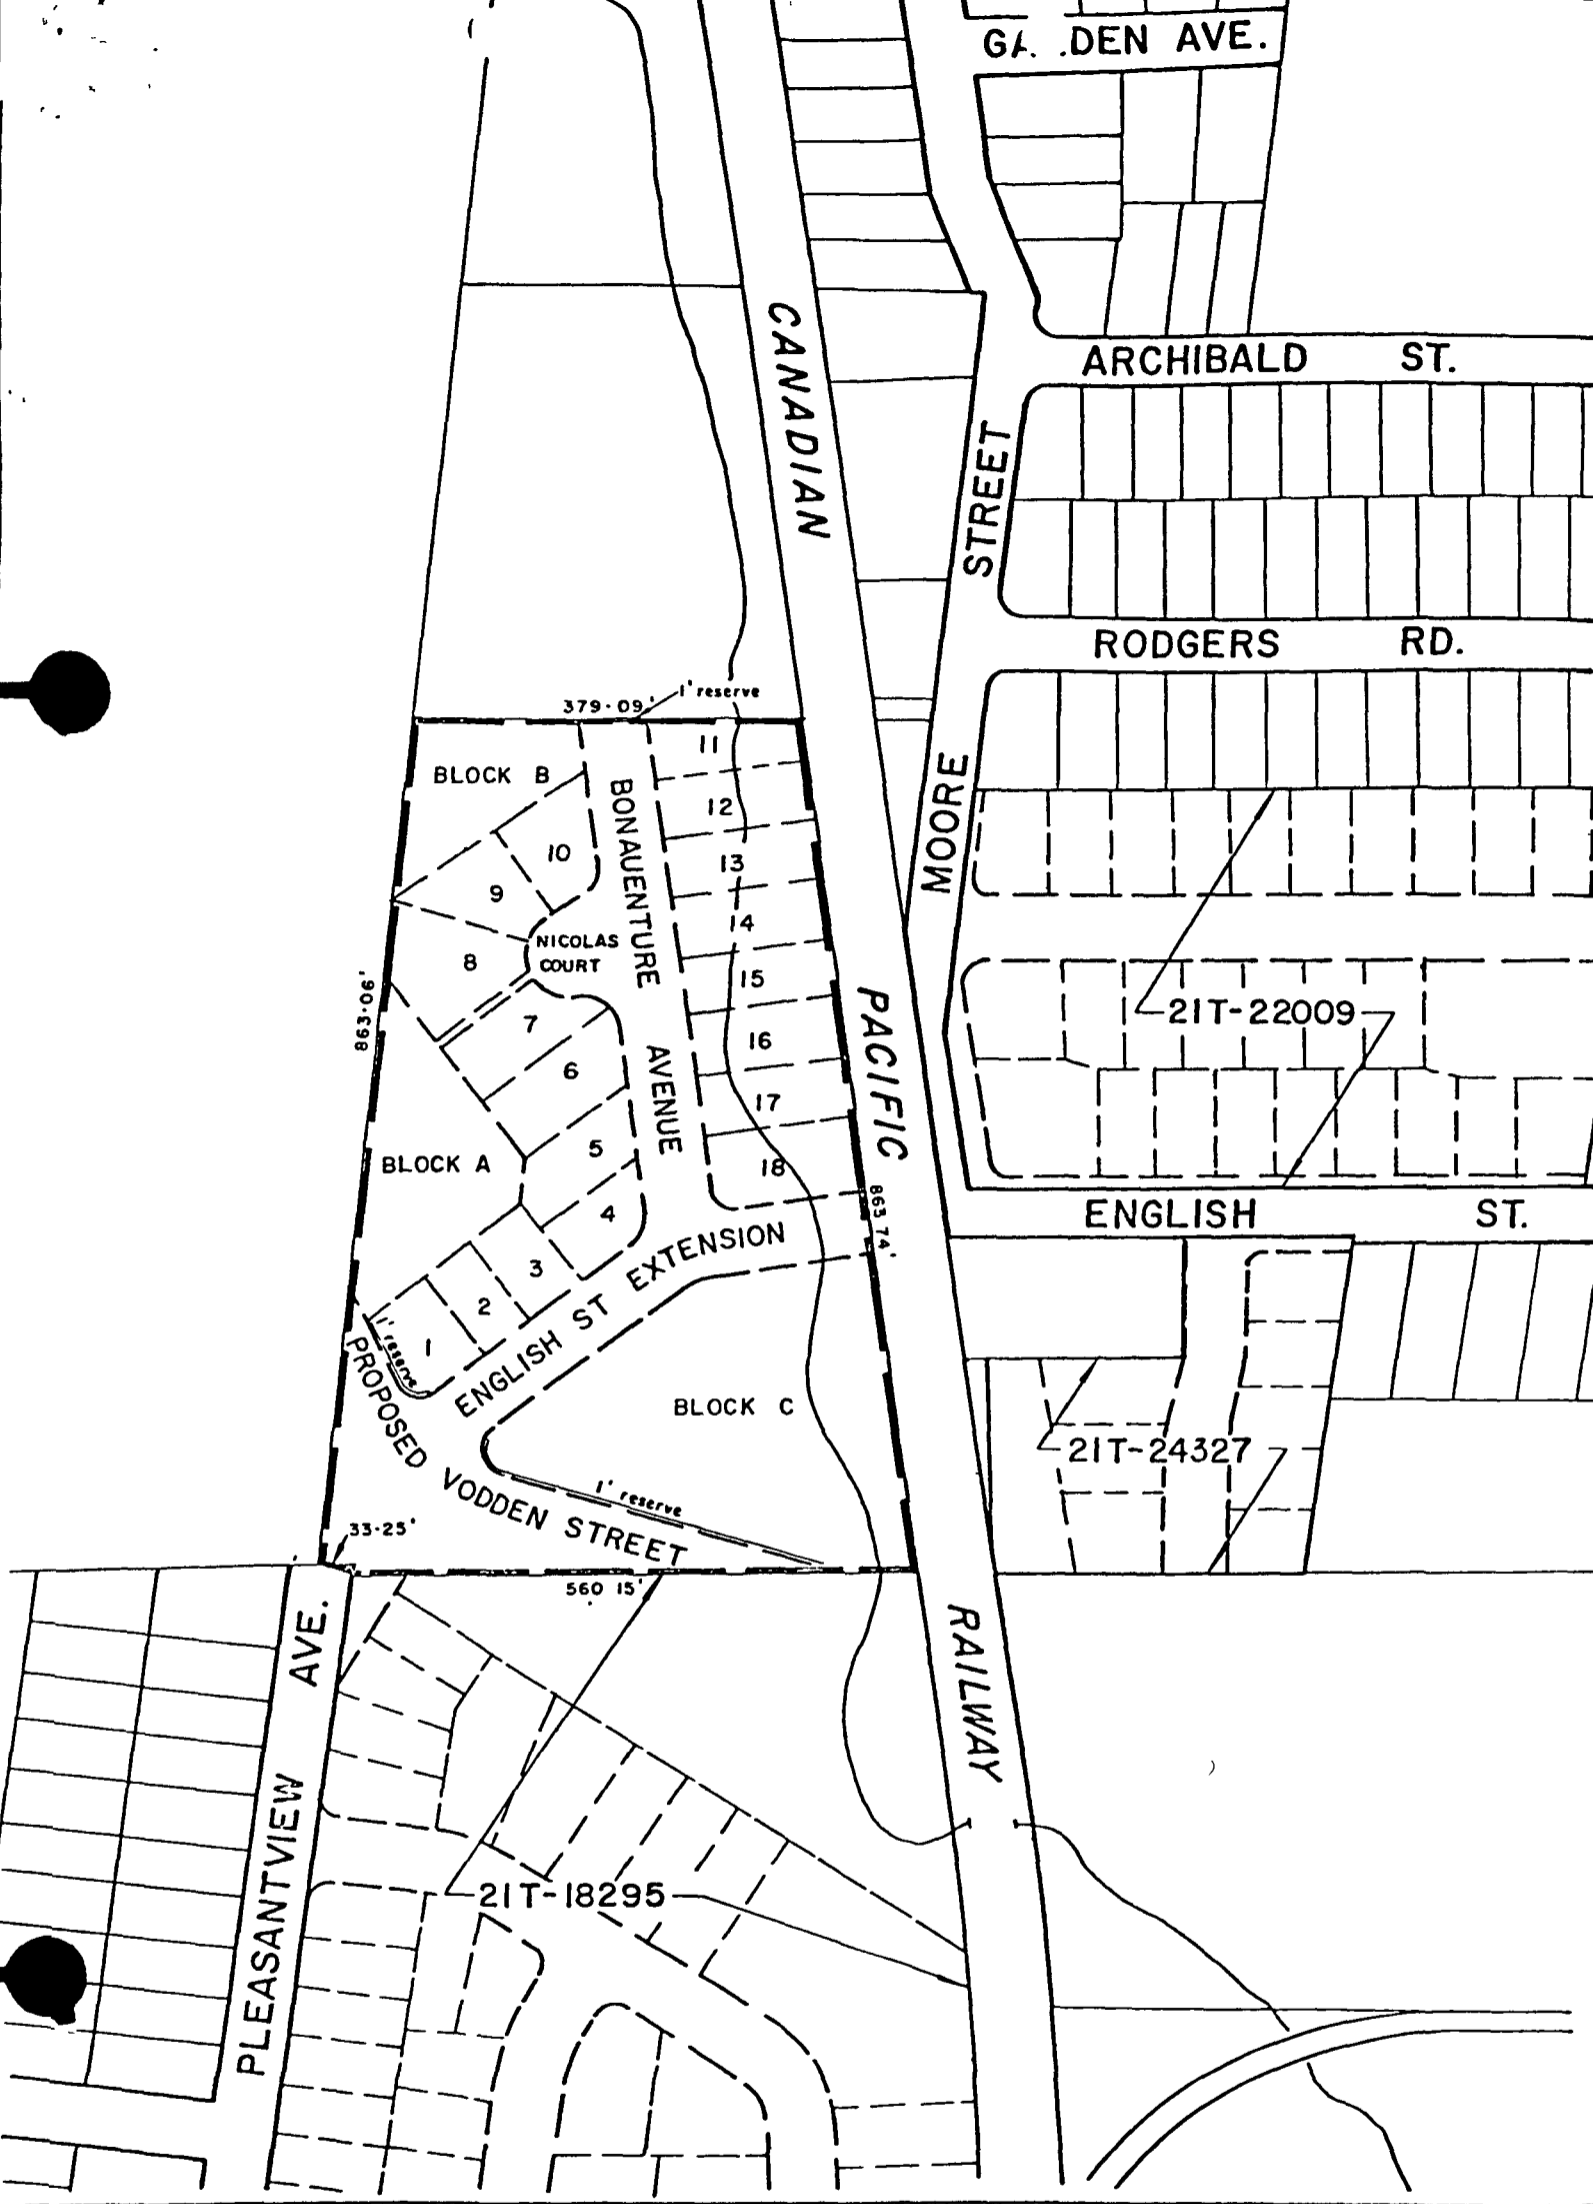 DEN AVE.
CANADIAN
ARCHIBALD ST.
STREET
RODGERS RD.
1' reserve
379·09'
11
BLOCK B
BONAUENTURE
12
MOORE
10
13
9
14
NICOLAS
COURT
8
15
863·06'
PACIFIC
21T-22009
7
16
6
AVENUE
17
5
BLOCK A
18
4
863 74'
ENGLISH ST.
ENGLISH ST EXTENSION
3
2
1
1' reserve
PROPOSED VODDEN STREET
BLOCK C
21T-24327
1' reserve
33·25'
560 15'
AVE.
RAILWAY
PLEASANTVIEW
21T-18295